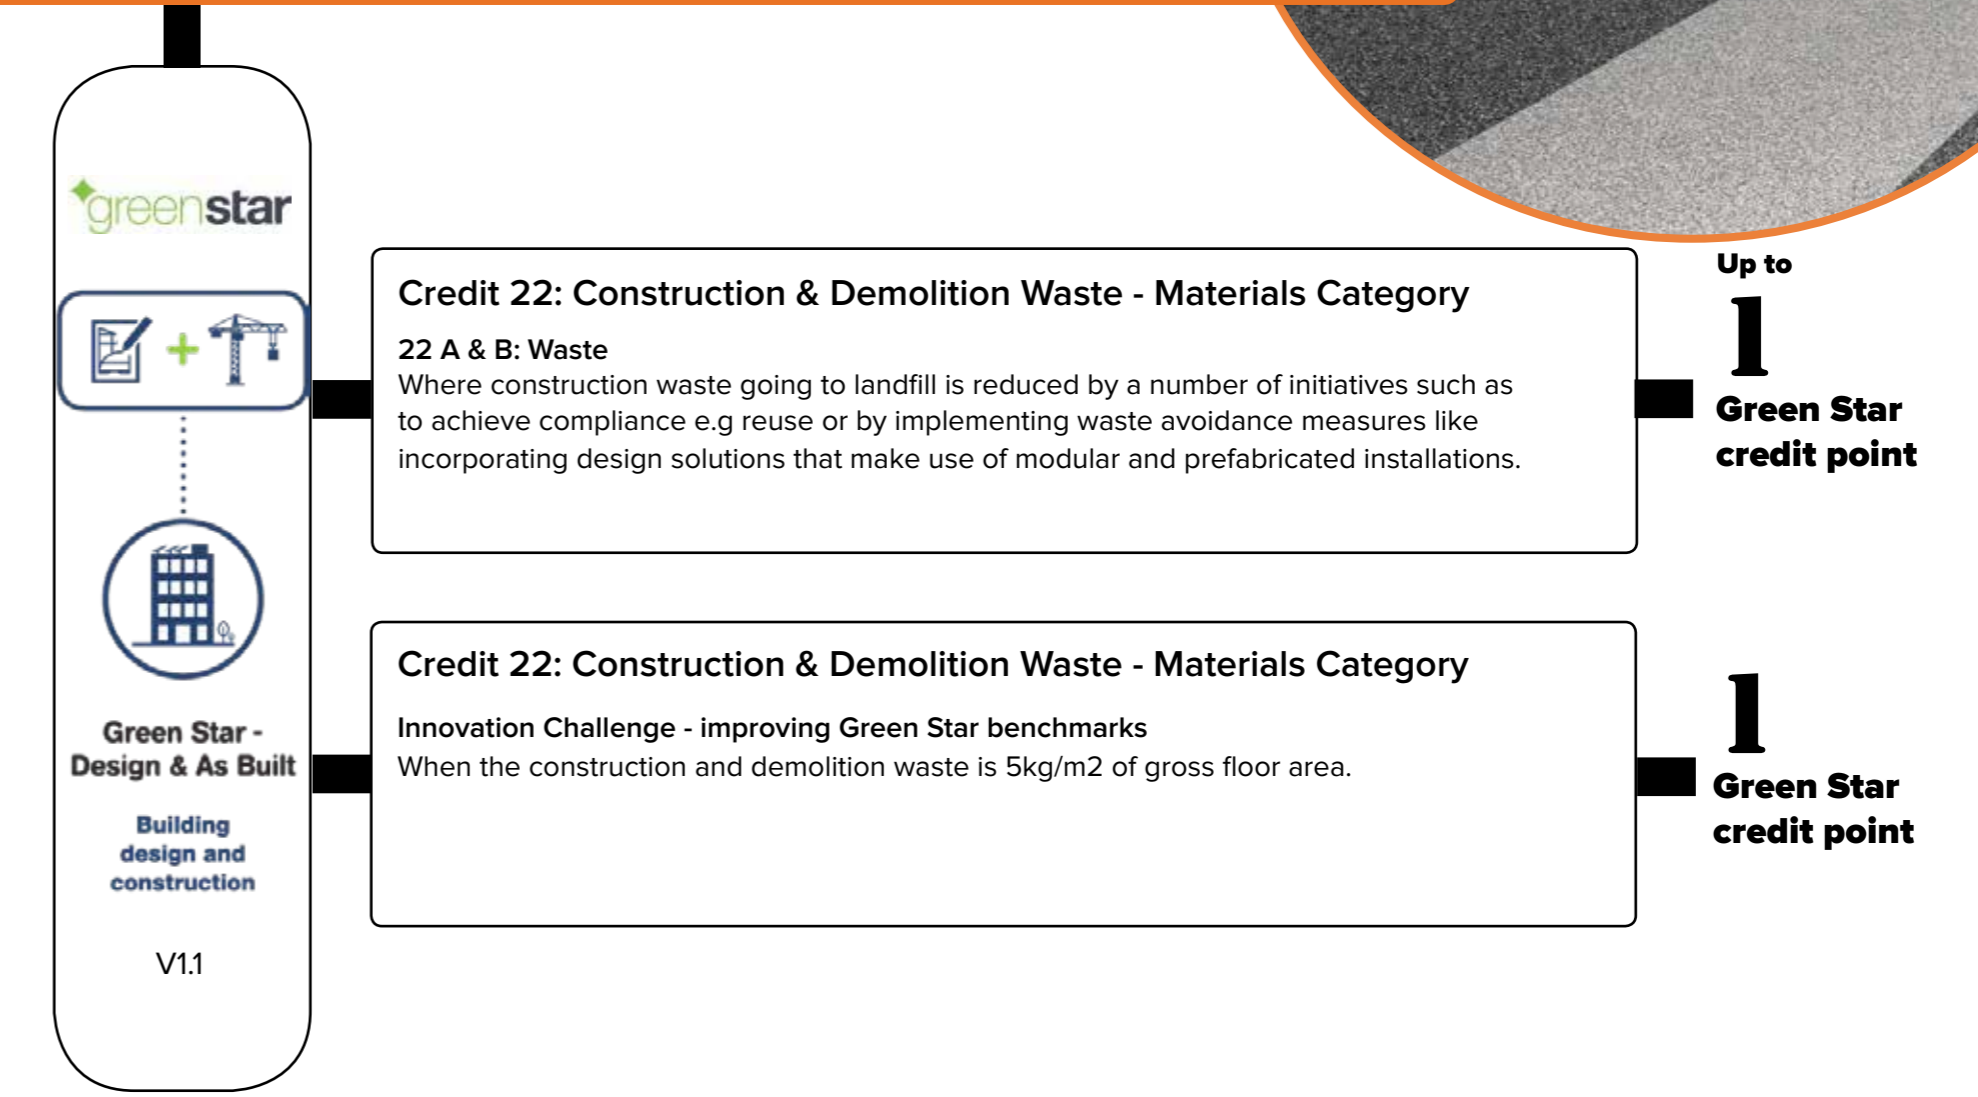 greenstar
Green Star -
Design & As Built
Building
design and
construction
V1.1
Credit 22: Construction & Demolition Waste - Materials Category
22 A & B: Waste
Where construction waste going to landfill is reduced by a number of initiatives such as
to achieve compliance e.g reuse or by implementing waste avoidance measures like
incorporating design solutions that make use of modular and prefabricated installations.
Up to
1
Green Star
credit point
Credit 22: Construction & Demolition Waste - Materials Category
Innovation Challenge - improving Green Star benchmarks
When the construction and demolition waste is 5kg/m2 of gross floor area.
1
Green Star
credit point